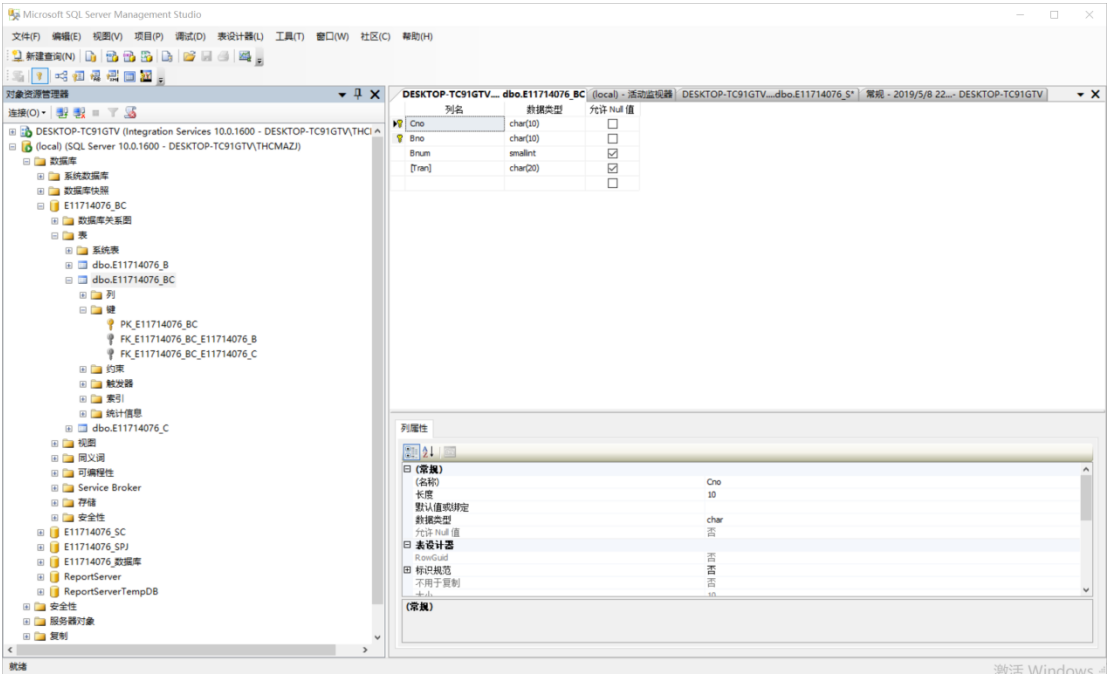 Microsoft SQL Server Management Studio
文件(F) 编辑(E) 视图(V) 项目(P) 调试(D) 表设计器(L) 工具(T) 窗口(W) 社区(C) 帮助(H)
新建查询(N)
对象资源管理器
连接(O)
DESKTOP-TC91GTV (Integration Services 10.0.1600 - DESKTOP-TC91GTV\THCI
(local) (SQL Server 10.0.1600 - DESKTOP-TC91GTV\THCMAZJ)
数据库
系统数据库
数据库快照
E11714076_BC
数据库关系图
表
系统表
dbo.E11714076_B
dbo.E11714076_BC
列
键
PK_E11714076_BC
FK_E11714076_BC_E11714076_B
FK_E11714076_BC_E11714076_C
约束
触发器
索引
统计信息
dbo.E11714076_C
视图
同义词
可编程性
Service Broker
存储
安全性
E11714076_SC
E11714076_SPJ
E11714076_数据库
ReportServer
ReportServerTempDB
安全性
服务器对象
复制
DESKTOP-TC91GTV.... dbo.E11714076_BC (local) - 活动监视器 DESKTOP-TC91GTV....dbo.E11714076_S* 常规 - 2019/5/8 22...- DESKTOP-TC91GTV
列名 数据类型 允许 Null 值
Cno char(10)
Bno char(10)
Bnum smallint
[Tran] char(20)
列属性
(常规)
(名称) Cno
长度 10
默认值或绑定
数据类型 char
允许 Null 值 否
表设计器
RowGuid 否
标识规范 否
不用于复制 否
大小 10
(常规)
就绪
激活 Windows